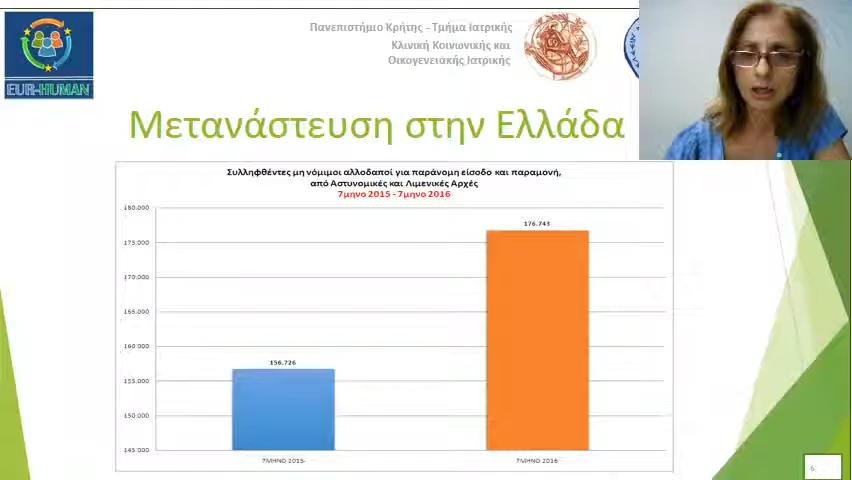 Πανεπιστήμιο Κρήτης - Τμήμα Ιατρικής
Κλινική Κοινωνικής και
Οικογενειακής Ιατρικής
EUR-HUMAN
Μετανάστευση στην Ελλάδα
Συλληφθέντες μη νόμιμοι αλλοδαποί για παράνομη είσοδο και παραμονή,
από Αστυνομικές και Λιμενικές Αρχές
7μηνο 2015 - 7μηνο 2016
180.000
176.743
175.000
170.000
165.000
160.000
156.726
155.000
150.000
145.000
7ΜΗΝΟ 2015
7ΜΗΝΟ 2016
6